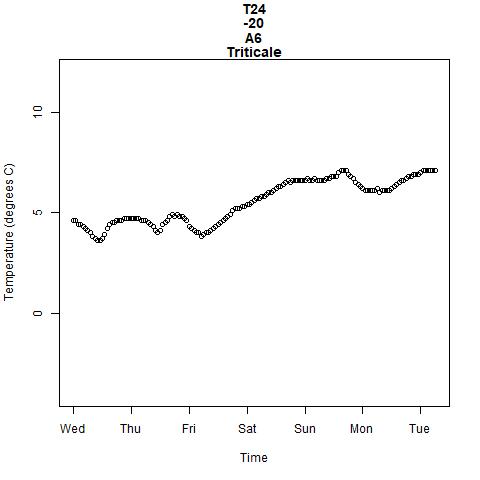 T24
-20
A6
Triticale
Temperature (degrees C)
10
5
0
Wed Thu Fri Sat Sun Mon Tue
Time